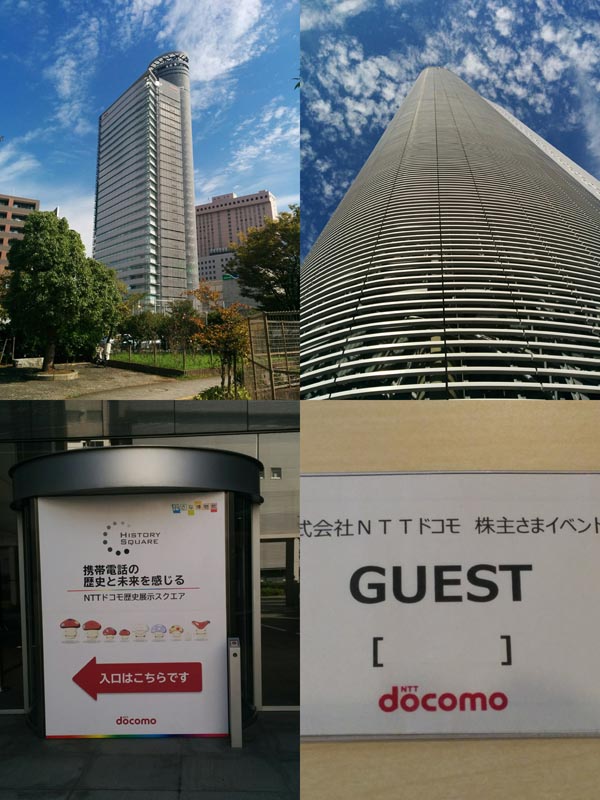 HISTORY
SQUARE
携帯電話の
歴史と未来を感じる
NTTドコモ歴史展示スクエア
入口はこちらです
docomo
式会社NTTドコモ 株主さまイベント
GUEST
[ ]
NTT
docomo